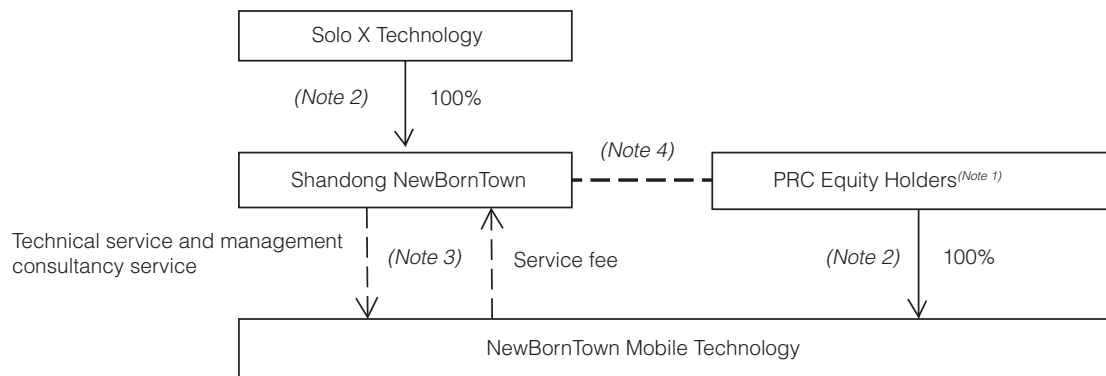 Solo X Technology
(Note 2) 100%
(Note 4)
Shandong NewBornTown
PRC Equity Holders(Note 1)
Technical service and management
consultancy service
(Note 3)
Service fee
(Note 2) 100%
NewBornTown Mobile Technology